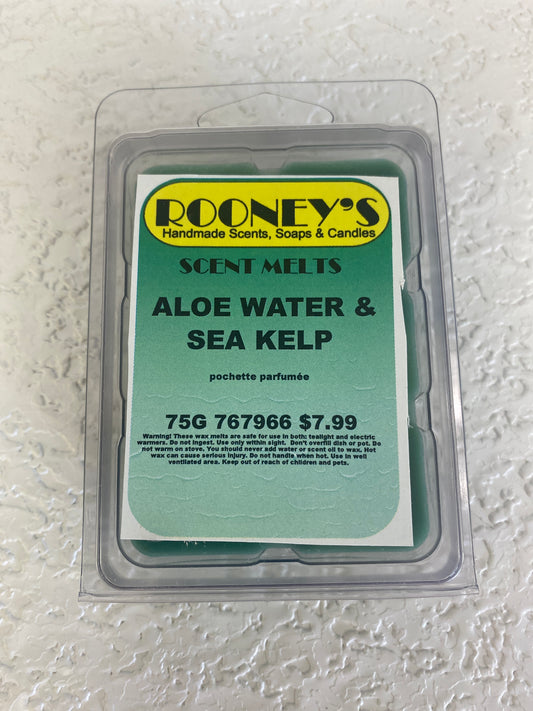 ROONEY'S
Handmade Scents, Soaps & Candles
SCENT MELTS
ALOE WATER &
SEA KELP
pochette parfumée
75G 767966 $7.99
Warning! These wax melts are safe for use in both: tealight and electric
warmers. Do not ingest. Use only within sight. Don't overfill dish or pot. Do
not warm on stove. You should never add water or scent oil to wax. Hot
wax can cause serious injury. Do not handle when hot. Use in well
ventilated area. Keep out of reach of children and pets.